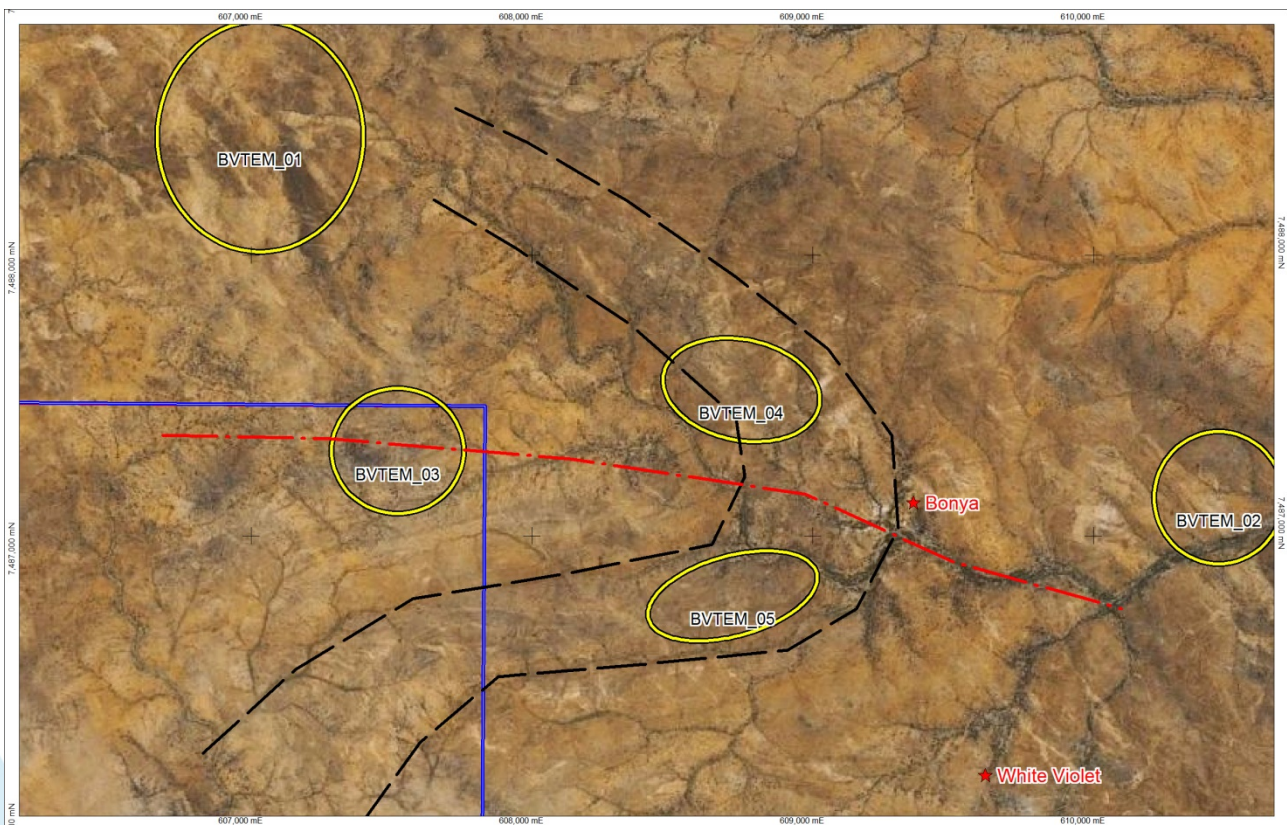 607,000 mE
608,000 mE
609,000 mE
610,000 mE
BVTEM_01
7,488,000 mN
7,488,000 mN
BVTEM_04
BVTEM_03
Bonya
BVTEM_02
7,487,000 mN
7,487,000 mN
BVTEM_05
White Violet
607,000 mE
608,000 mE
609,000 mE
610,000 mE